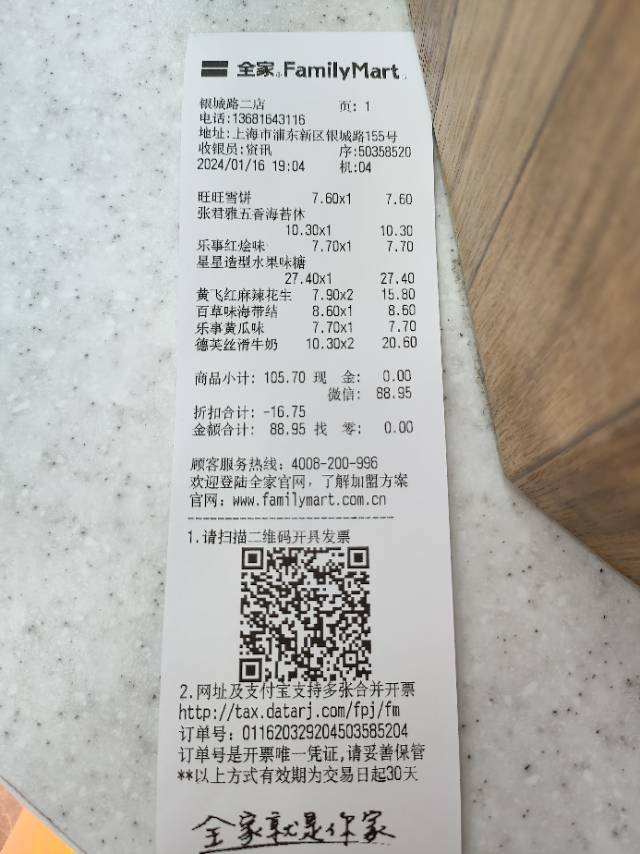 全家 FamilyMart
银城路二店 页: 1
电话:13681643116
地址:上海市浦东新区银城路155号
收银员:资讯 序:50358520
2024/01/16 19:04 机:04
旺旺雪饼 7.60x1 7.60
张君雅五香海苔休
10.30x1 10.30
乐事红烩味 7.70x1 7.70
星星造型水果味糖
27.40x1 27.40
黄飞红麻辣花生 7.90x2 15.80
百草味海带结 8.60x1 8.60
乐事黄瓜味 7.70x1 7.70
德芙丝滑牛奶 10.30x2 20.60
商品小计: 105.70 现 金: 0.00
微信: 88.95
折扣合计: -16.75
金额合计: 88.95 找 零: 0.00
顾客服务热线: 4008-200-996
欢迎登陆全家官网，了解加盟方案
官网: www.familymart.com.cn
1.请扫描二维码开具发票
2.网址及支付宝支持多张合并开票
http://tax.datarj.com/fpj/fm
订单号: 011620329204503585204
订单号是开票唯一凭证,请妥善保管
**以上方式有效期为交易日起30天
全家就是你家